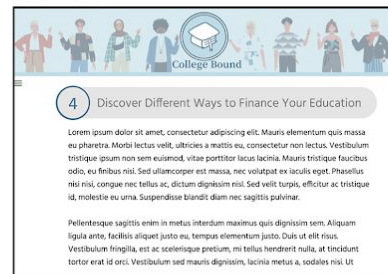 College Bound
4 Discover Different Ways to Finance Your Education
Lorem ipsum dolor sit amet, consectetur adipiscing elit. Mauris elementum quis massa
eu pharetra. Morbi lectus velit, ultricies a mattis eu, consectetur non lectus. Vestibulum
tristique ipsum non sem euismod, vitae porttitor lacus lacinia. Mauris tristique faucibus
odio, eu finibus nisi. Sed ullamcorper est massa, nec volutpat ex iaculis eget. Phasellus
nisi nisi, congue nec tellus ac, dictum dignissim nisl. Sed velit turpis, efficitur ac tristique
id, molestie eu urna. Suspendisse blandit diam nec sagittis pulvinar.
Pellentesque sagittis enim in metus interdum maximus quis dignissim sem. Aliquam
ligula ante, facilisis aliquet justo eu, tempus elementum justo. Duis ut elit risus.
Vestibulum fringilla, est ac scelerisque pretium, mi tellus hendrerit nulla, at tincidunt
tortor erat id orci. Vestibulum sed mauris dignissim, lacinia metus a, sodales nisi. Ut